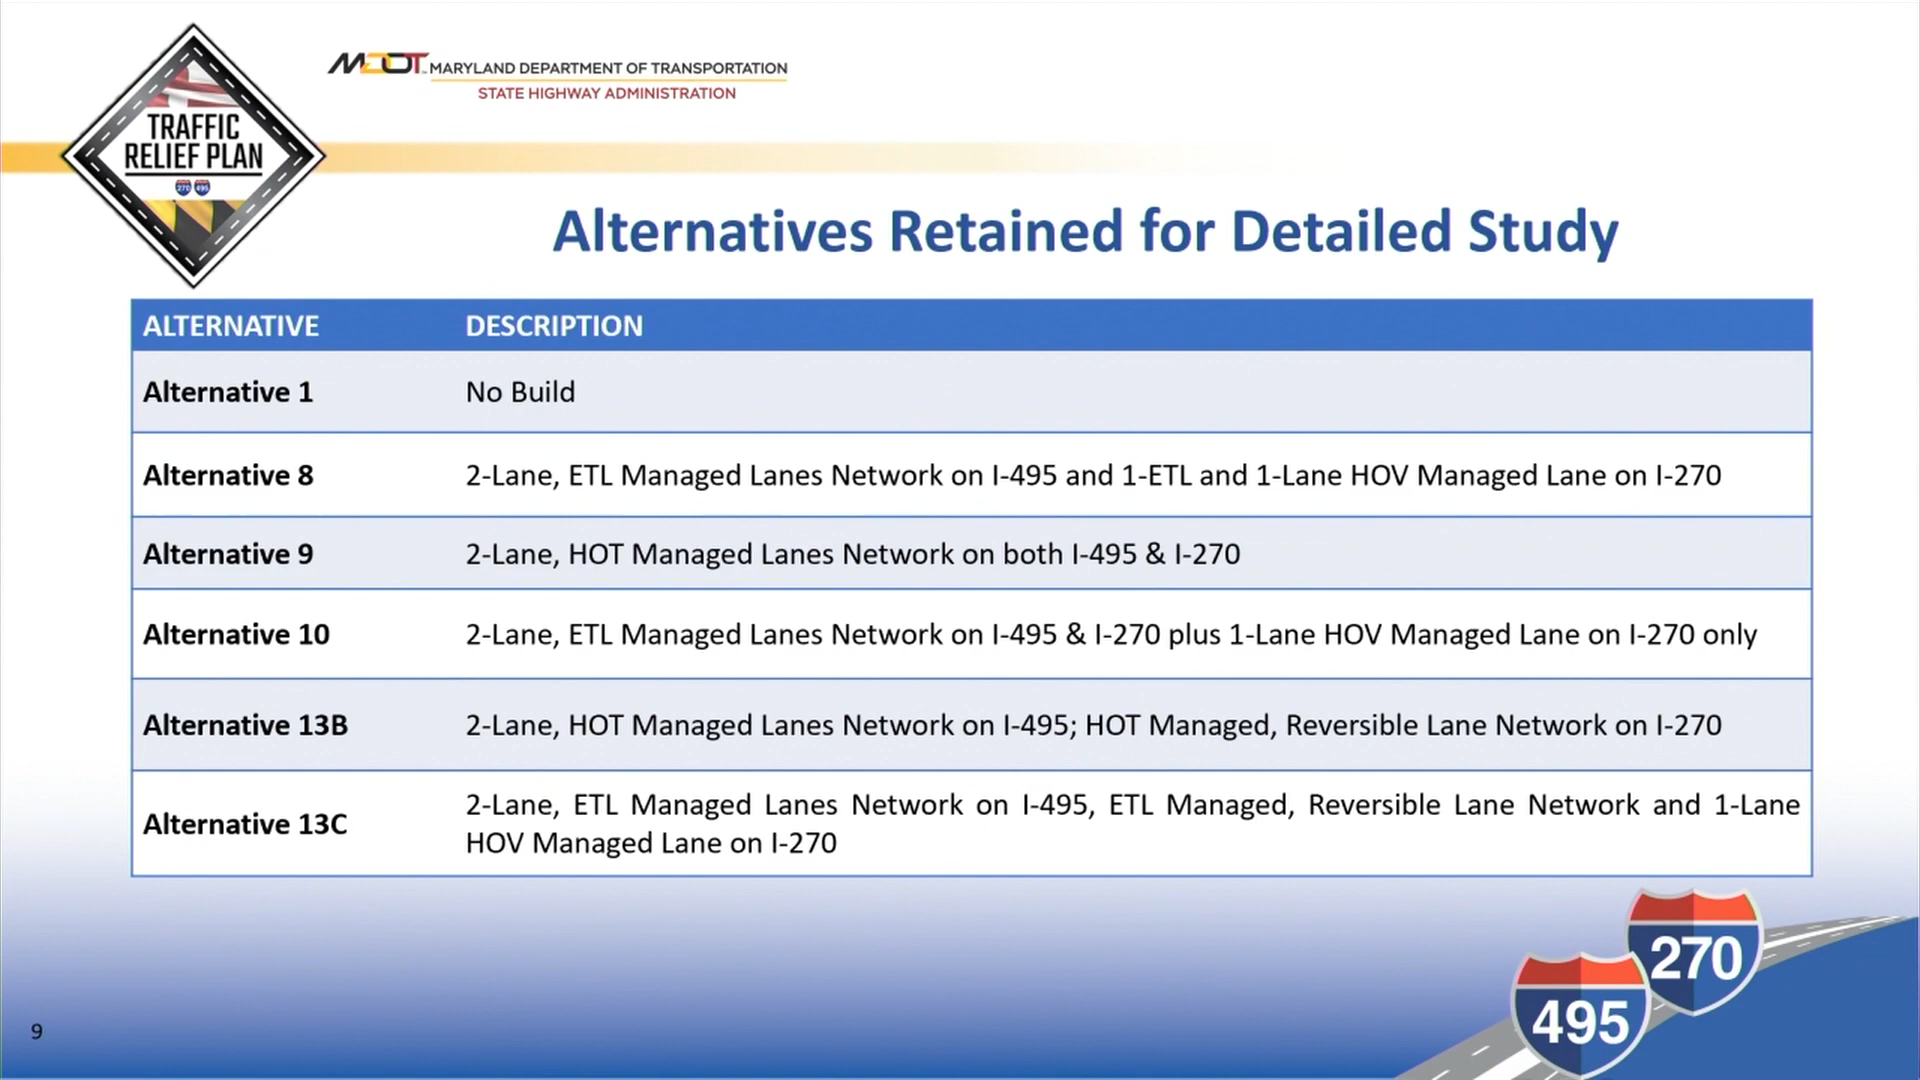 MDOT MARYLAND DEPARTMENT OF TRANSPORTATION
STATE HIGHWAY ADMINISTRATION
TRAFFIC
RELIEF PLAN
270 495
Alternatives Retained for Detailed Study
ALTERNATIVE DESCRIPTION
Alternative 1 No Build
Alternative 8 2-Lane, ETL Managed Lanes Network on I-495 and 1-ETL and 1-Lane HOV Managed Lane on I-270
Alternative 9 2-Lane, HOT Managed Lanes Network on both I-495 & I-270
Alternative 10 2-Lane, ETL Managed Lanes Network on I-495 & I-270 plus 1-Lane HOV Managed Lane on I-270 only
Alternative 13B 2-Lane, HOT Managed Lanes Network on I-495; HOT Managed, Reversible Lane Network on I-270
Alternative 13C 2-Lane, ETL Managed Lanes Network on I-495, ETL Managed, Reversible Lane Network and 1-Lane
HOV Managed Lane on I-270
270
495
9